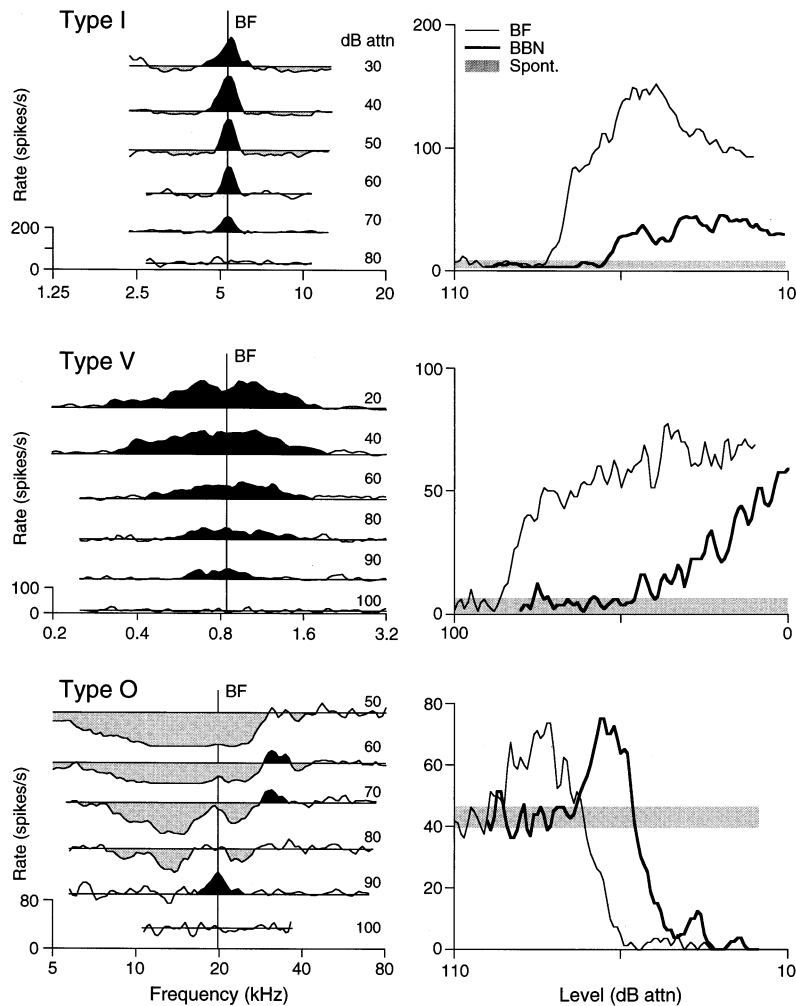 Type I
BF
dB attn
30
40
50
60
70
80
Rate (spikes/s)
200
0
1.25 2.5 5 10 20
200
100
0
110 10
BF
BBN
Spont.
Type V
BF
20
40
60
80
90
100
Rate (spikes/s)
100
0
0.2 0.4 0.8 1.6 3.2
100
50
0
100 0
Type O
BF
50
60
70
80
90
100
Rate (spikes/s)
80
0
5 10 20 40 80
Frequency (kHz)
80
60
40
20
0
110 10
Level (dB attn)